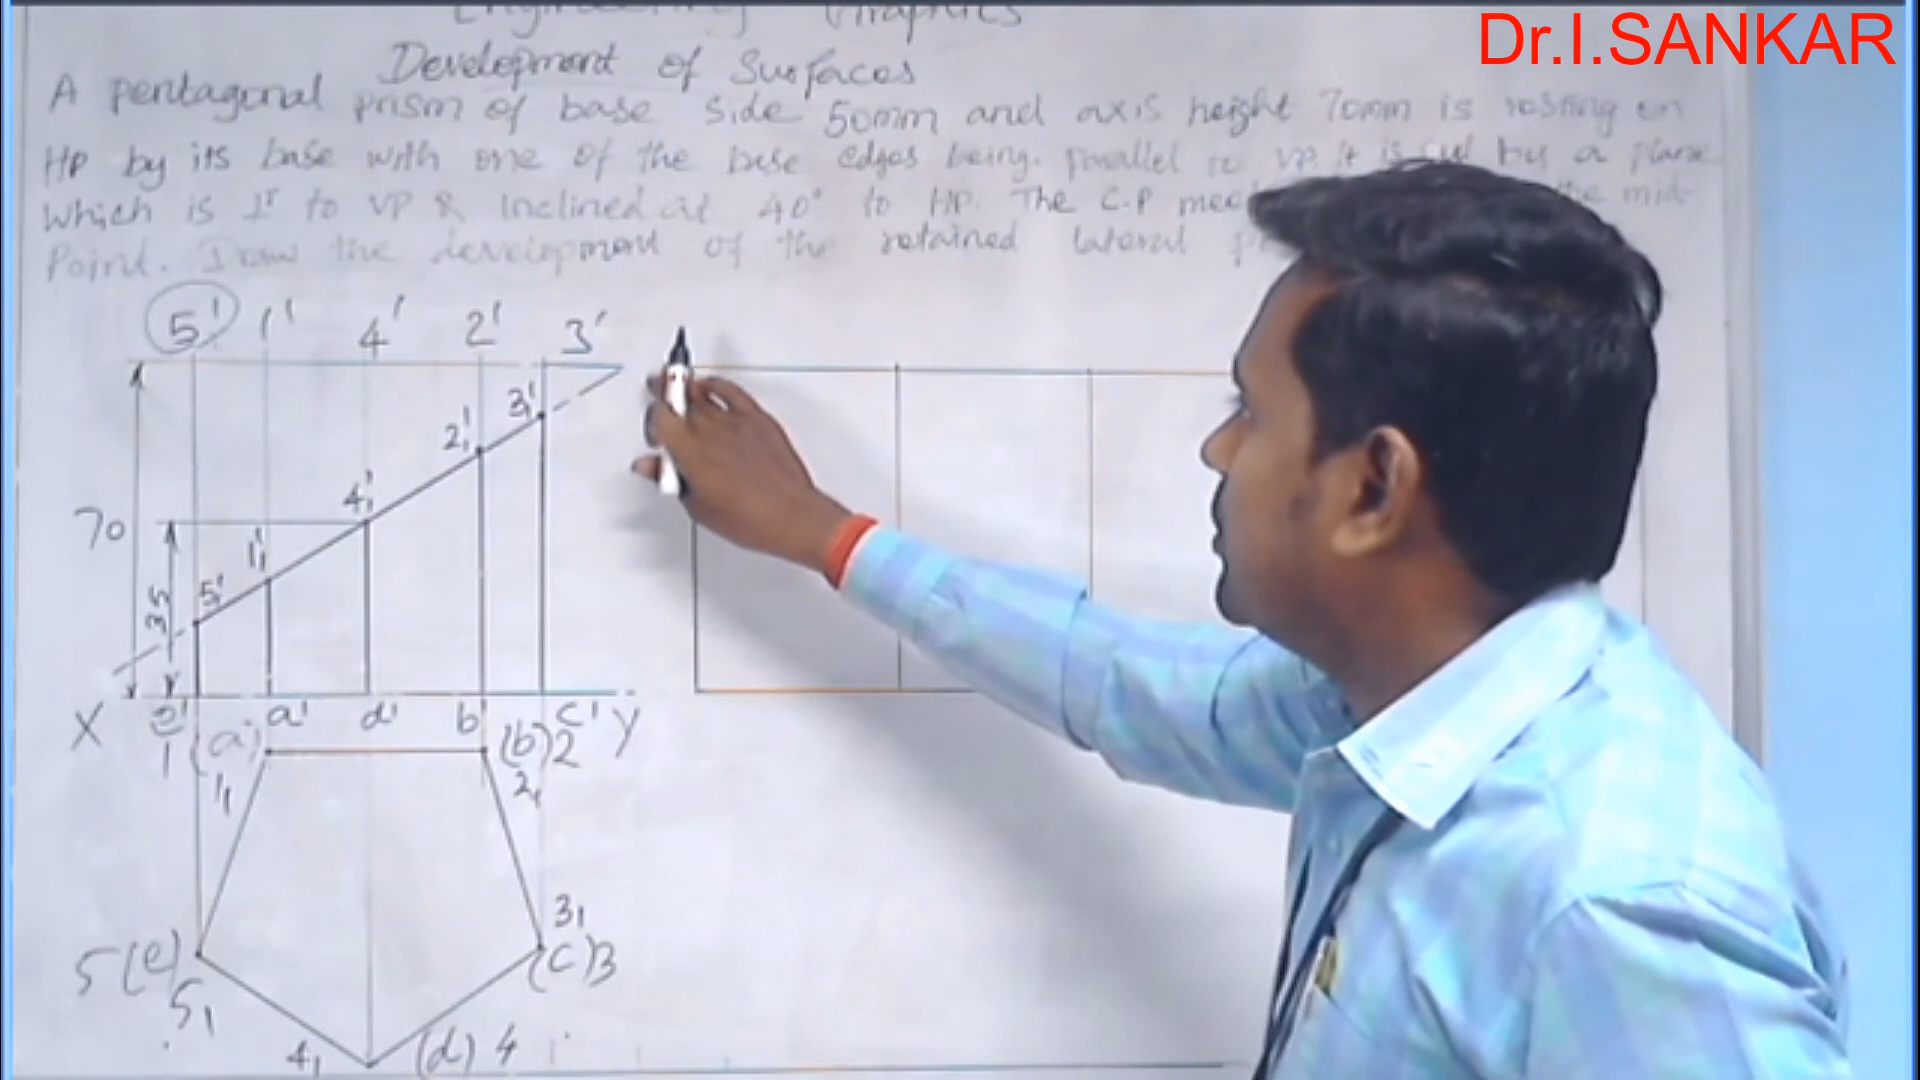 Engineering Graphics
Dr.I.SANKAR
Development of Surfaces
A pentagonal prism of base side 50mm and axis height 70mm is resting on
HP by its base with one of the base edges being. parallel to VP. It is cut by a plane
which is 1r to VP & Inclined at 40° to HP. The C.P mee the mid-
Point. Draw the development of the retained lateral
5' 1' 4' 2' 3'
3₁'
2₁'
4₁'
70
1₁'
35
5₁'
X e' a' d' b' c' Y
1 (a) (b) 2
1₁ 2₁
3₁
5 (e) (c) 3
5₁
4₁ (d) 4